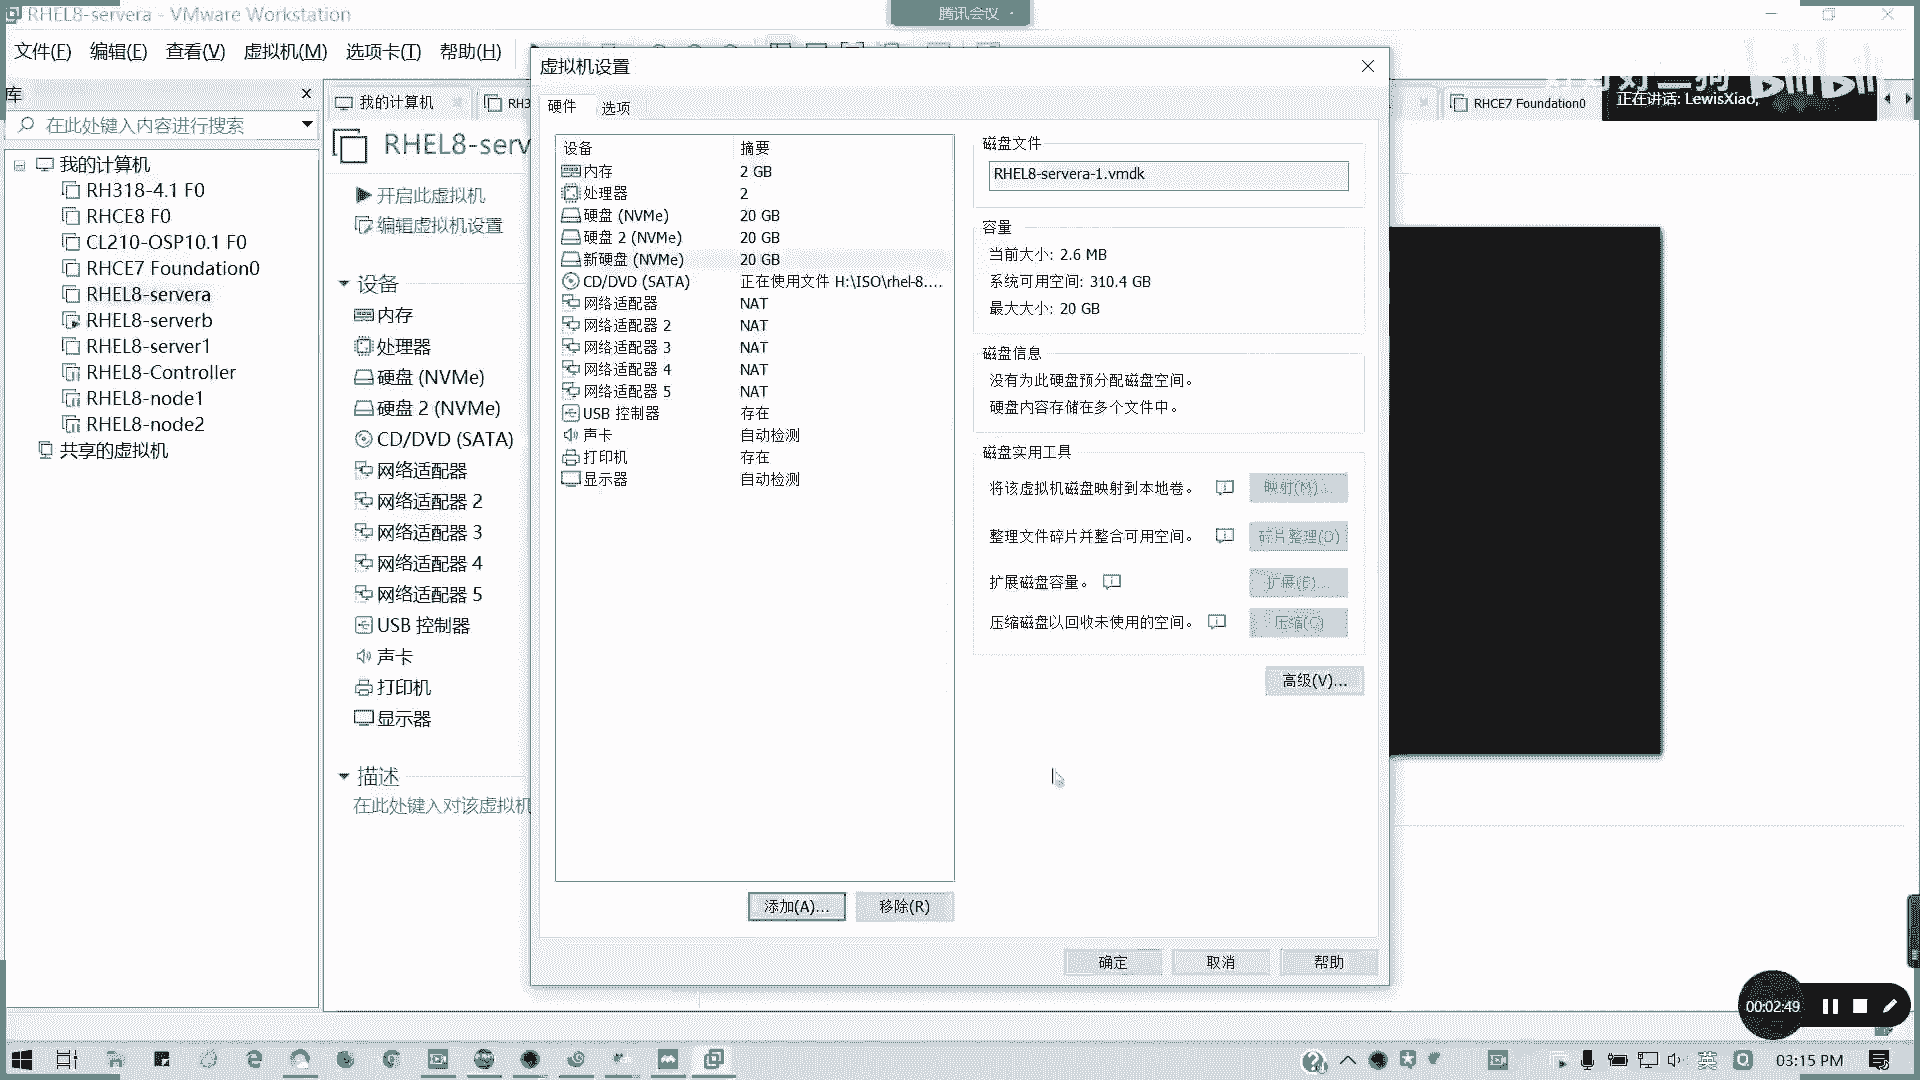 RHEL8-servera - VMware Workstation
腾讯会议
文件(F) 编辑(E) 查看(V) 虚拟机(M) 选项卡(T) 帮助(H)
库
在此处键入内容进行搜索
我的计算机
RH318-4.1 F0
RHCE8 F0
CL210-OSP10.1 F0
RHCE7 Foundation0
RHEL8-servera
RHEL8-serverb
RHEL8-server1
RHEL8-Controller
RHEL8-node1
RHEL8-node2
共享的虚拟机
我的计算机
RH3
RHCE7 Foundation0
正在讲话: LewisXiao,
bilibili
RHEL8-serv
开启此虚拟机
编辑虚拟机设置
设备
内存
处理器
硬盘 (NVMe)
硬盘 2 (NVMe)
CD/DVD (SATA)
网络适配器
网络适配器 2
网络适配器 3
网络适配器 4
网络适配器 5
USB 控制器
声卡
打印机
显示器
描述
在此处键入对该虚拟机
虚拟机设置
硬件 选项
设备 摘要
内存 2 GB
处理器 2
硬盘 (NVMe) 20 GB
硬盘 2 (NVMe) 20 GB
新硬盘 (NVMe) 20 GB
CD/DVD (SATA) 正在使用文件 H:\ISO\rhel-8....
网络适配器 NAT
网络适配器 2 NAT
网络适配器 3 NAT
网络适配器 4 NAT
网络适配器 5 NAT
USB 控制器 存在
声卡 自动检测
打印机 存在
显示器 自动检测
添加(A)... 移除(R)
磁盘文件
RHEL8-servera-1.vmdk
容量
当前大小: 2.6 MB
系统可用空间: 310.4 GB
最大大小: 20 GB
磁盘信息
没有为此硬盘预分配磁盘空间。
硬盘内容存储在多个文件中。
磁盘实用工具
将该虚拟机磁盘映射到本地卷。 映射(M)...
整理文件碎片并整合可用空间。 碎片整理(D)
扩展磁盘容量。 扩展(E)...
压缩磁盘以回收未使用的空间。 压缩(C)
高级(V)...
确定 取消 帮助
00:02:49
英
03:15 PM